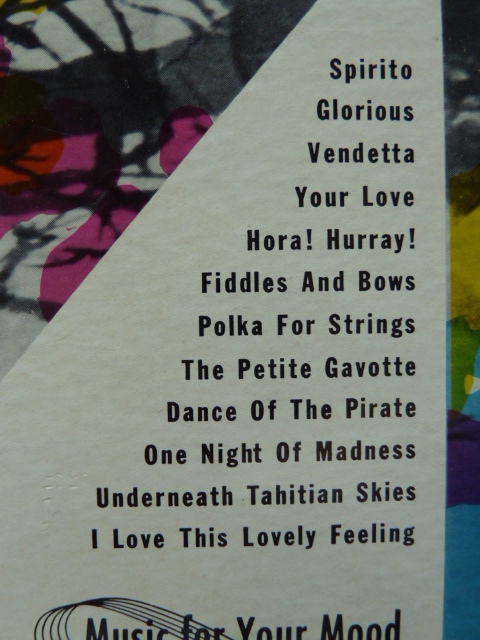 Spirito
Glorious
Vendetta
Your Love
Hora! Hurray!
Fiddles And Bows
Polka For Strings
The Petite Gavotte
Dance Of The Pirate
One Night Of Madness
Underneath Tahitian Skies
I Love This Lovely Feeling
Music for Your Mood